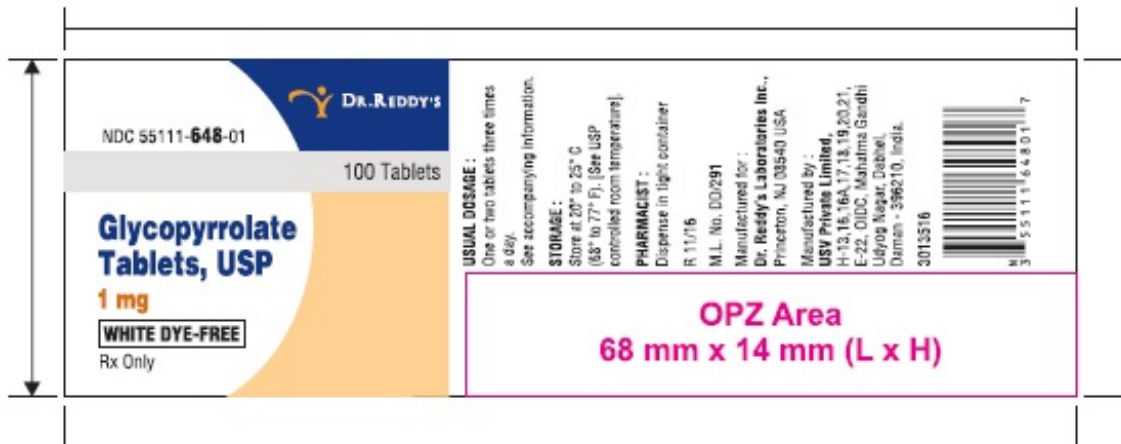 DR.REDDY'S
NDC 55111-648-01
100 Tablets
Glycopyrrolate
Tablets, USP
1 mg
WHITE DYE-FREE
Rx Only
USUAL DOSAGE :
One or two tablets three times
a day.
See accompanying information.
STORAGE :
Store at 20° to 25° C
(68° to 77° F). [See USP
controlled room temperature].
PHARMACIST :
Dispense in tight container
R 11/16
M.L. No. DD/291
Manufactured for :
Dr. Reddy's Laboratories Inc.,
Princeton, NJ 08540 USA
Manufactured by :
USV Private Limited,
H-13,16,16A,17,18,19,20,21,
E-22, OIDC, Mahatma Gandhi
Udyog Nagar, Dabhel,
Daman - 396210, India.
3013516
N
3 55111 64801 7
OPZ Area
68 mm x 14 mm (L x H)